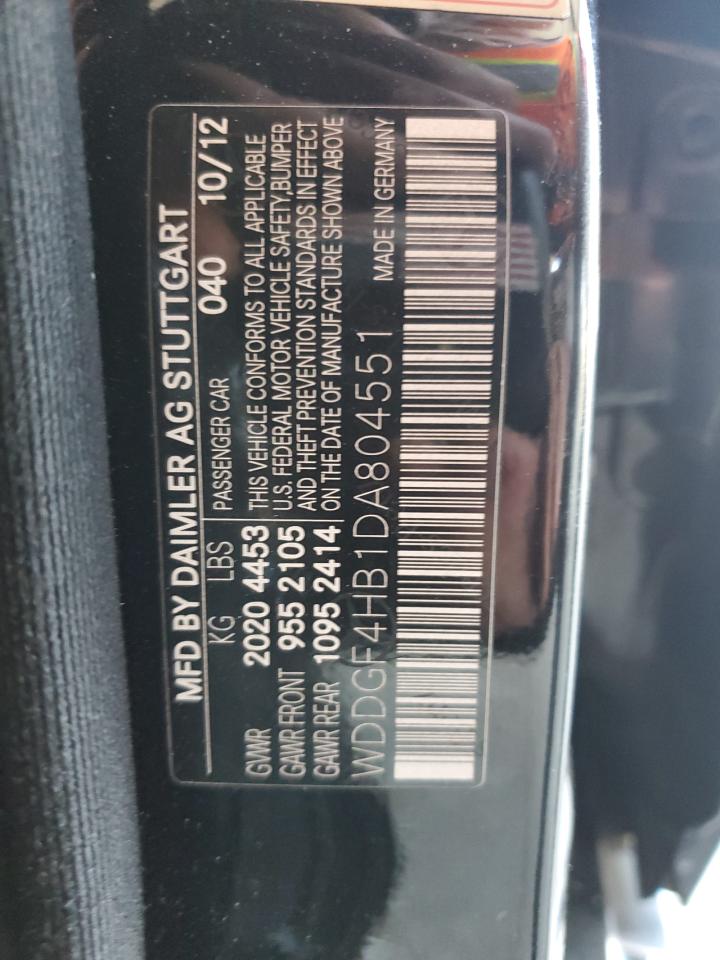 MFD BY DAIMLER AG STUTTGART
KG LBS PASSENGER CAR 040 10/12
GVWR 2020 4453 THIS VEHICLE CONFORMS TO ALL APPLICABLE
GAWR FRONT 955 2105 U.S. FEDERAL MOTOR VEHICLE SAFETY,BUMPER
GAWR REAR 1095 2414 AND THEFT PREVENTION STANDARDS IN EFFECT
ON THE DATE OF MANUFACTURE SHOWN ABOVE
WDDGF4HB1DA804551 MADE IN GERMANY